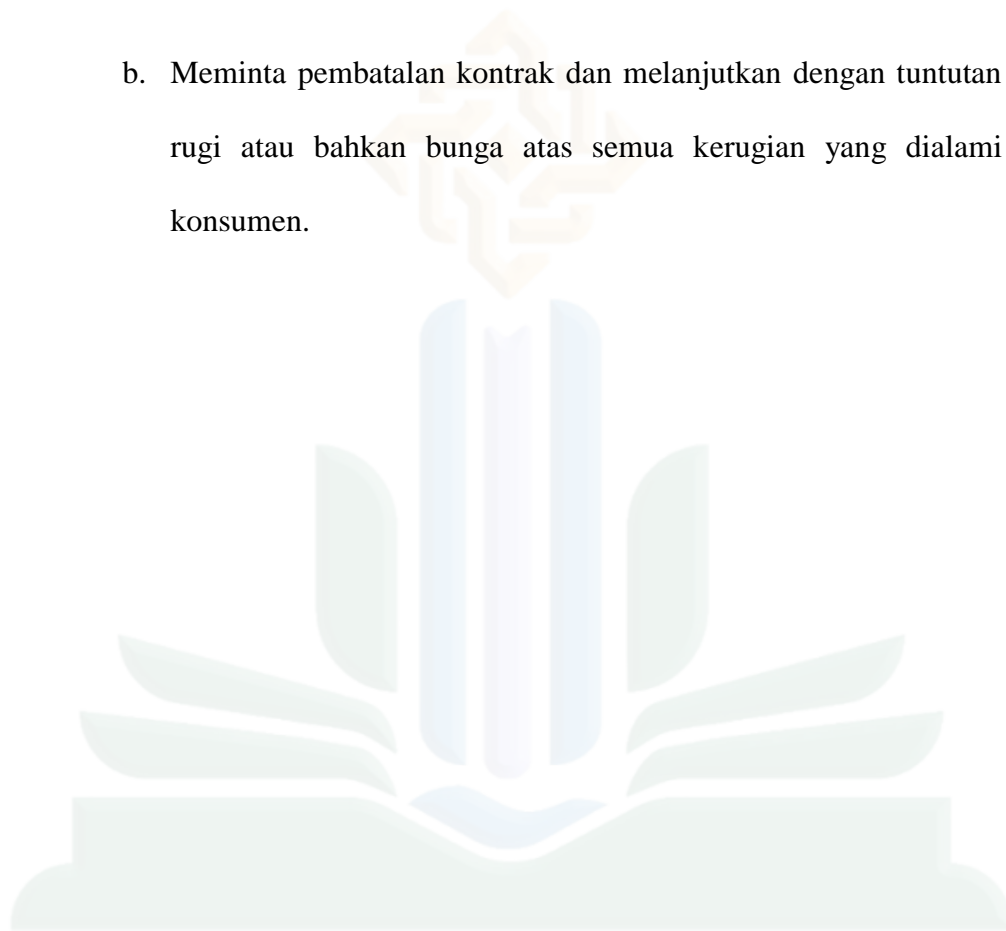 b. Meminta pembatalan kontrak dan melanjutkan dengan tuntutan
rugi atau bahkan bunga atas semua kerugian yang dialami
konsumen.